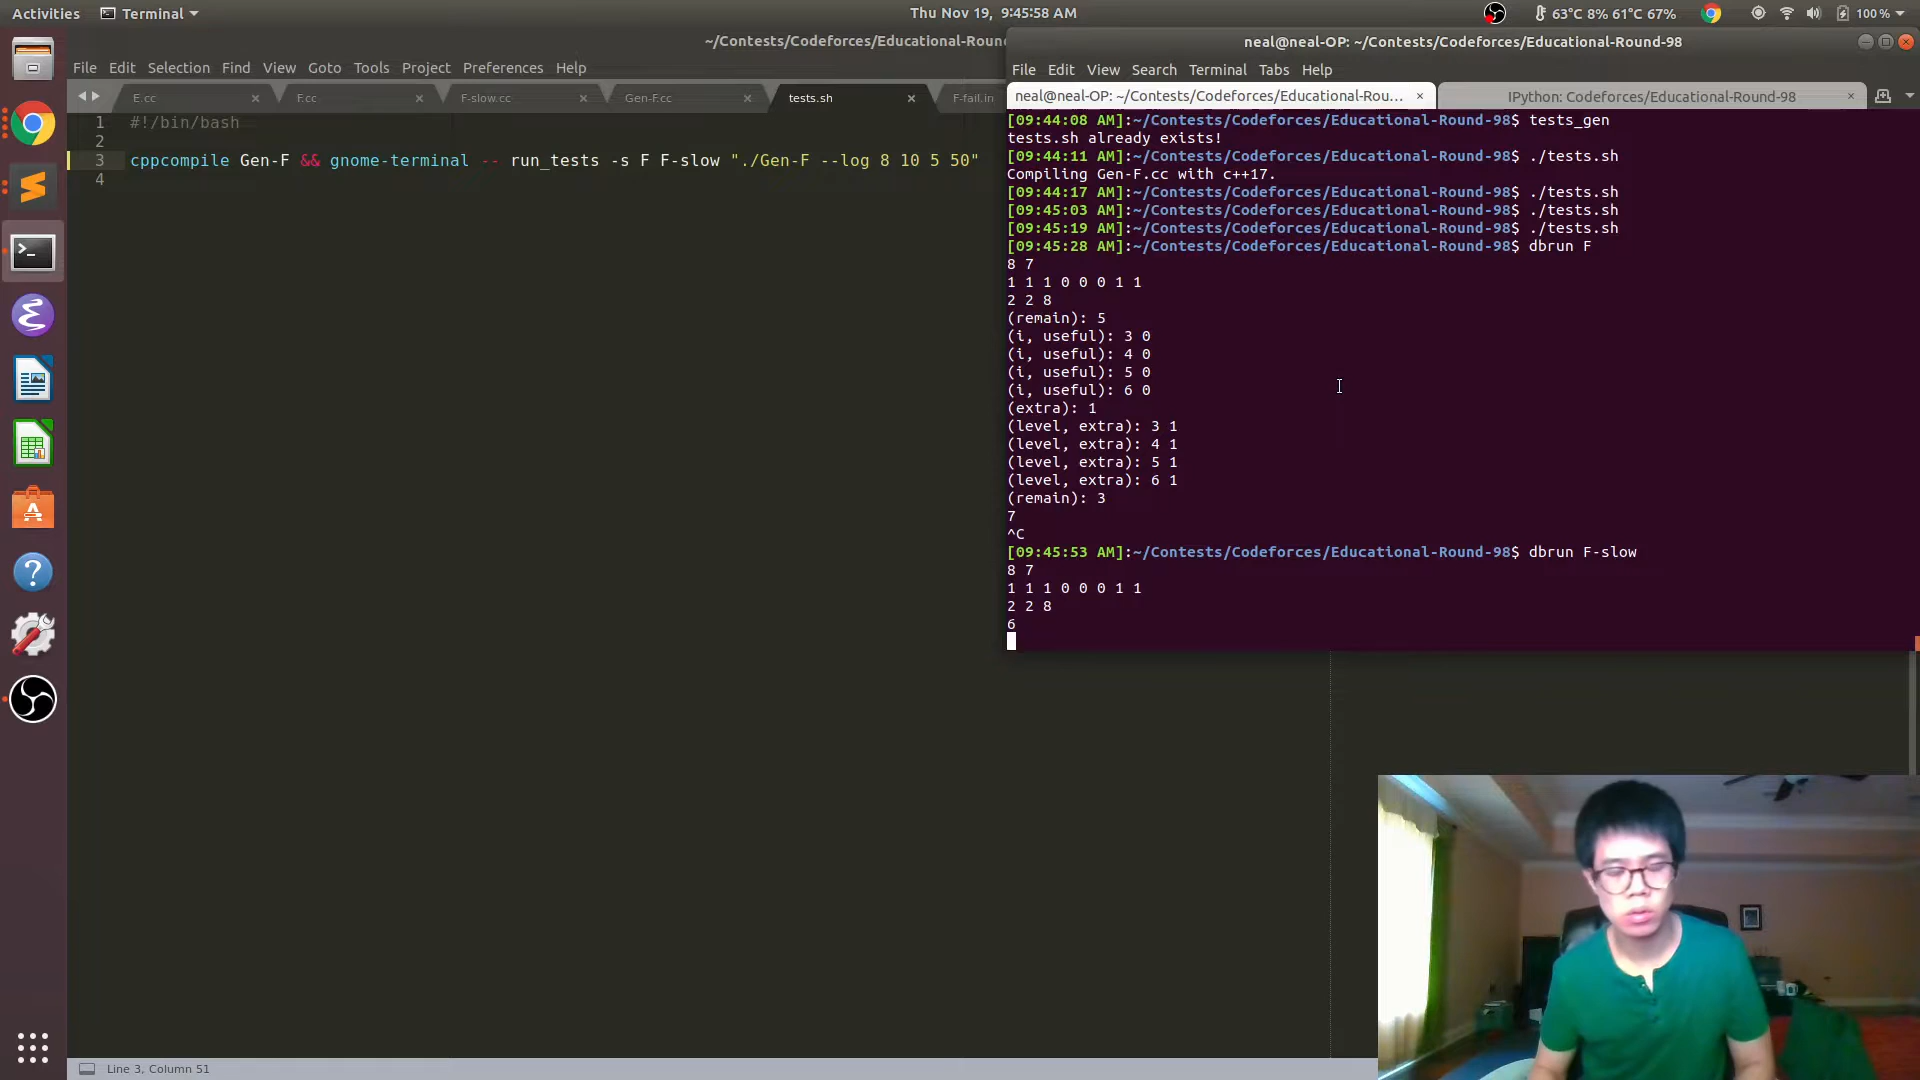 Activities
Terminal
Thu Nov 19, 9:45:58 AM
63°C 8% 61°C 67%
100 %
~/Contests/Codeforces/Educational-Roun
File Edit Selection Find View Goto Tools Project Preferences Help
E.cc
F.cc
F-slow.cc
Gen-F.cc
tests.sh
F-fail.in
1 #!/bin/bash
2
3 cppcompile Gen-F && gnome-terminal -- run_tests -s F F-slow "./Gen-F --log 8 10 5 50"
4
Line 3, Column 51
neal@neal-OP: ~/Contests/Codeforces/Educational-Round-98
File Edit View Search Terminal Tabs Help
neal@neal-OP: ~/Contests/Codeforces/Educational-Rou...
IPython: Codeforces/Educational-Round-98
[09:44:08 AM]:~/Contests/Codeforces/Educational-Round-98$ tests_gen
tests.sh already exists!
[09:44:11 AM]:~/Contests/Codeforces/Educational-Round-98$ ./tests.sh
Compiling Gen-F.cc with c++17.
[09:44:17 AM]:~/Contests/Codeforces/Educational-Round-98$ ./tests.sh
[09:45:03 AM]:~/Contests/Codeforces/Educational-Round-98$ ./tests.sh
[09:45:19 AM]:~/Contests/Codeforces/Educational-Round-98$ ./tests.sh
[09:45:28 AM]:~/Contests/Codeforces/Educational-Round-98$ dbrun F
8 7
1 1 1 0 0 0 1 1
2 2 8
(remain): 5
(i, useful): 3 0
(i, useful): 4 0
(i, useful): 5 0
(i, useful): 6 0
(extra): 1
(level, extra): 3 1
(level, extra): 4 1
(level, extra): 5 1
(level, extra): 6 1
(remain): 3
7
^C
[09:45:53 AM]:~/Contests/Codeforces/Educational-Round-98$ dbrun F-slow
8 7
1 1 1 0 0 0 1 1
2 2 8
6